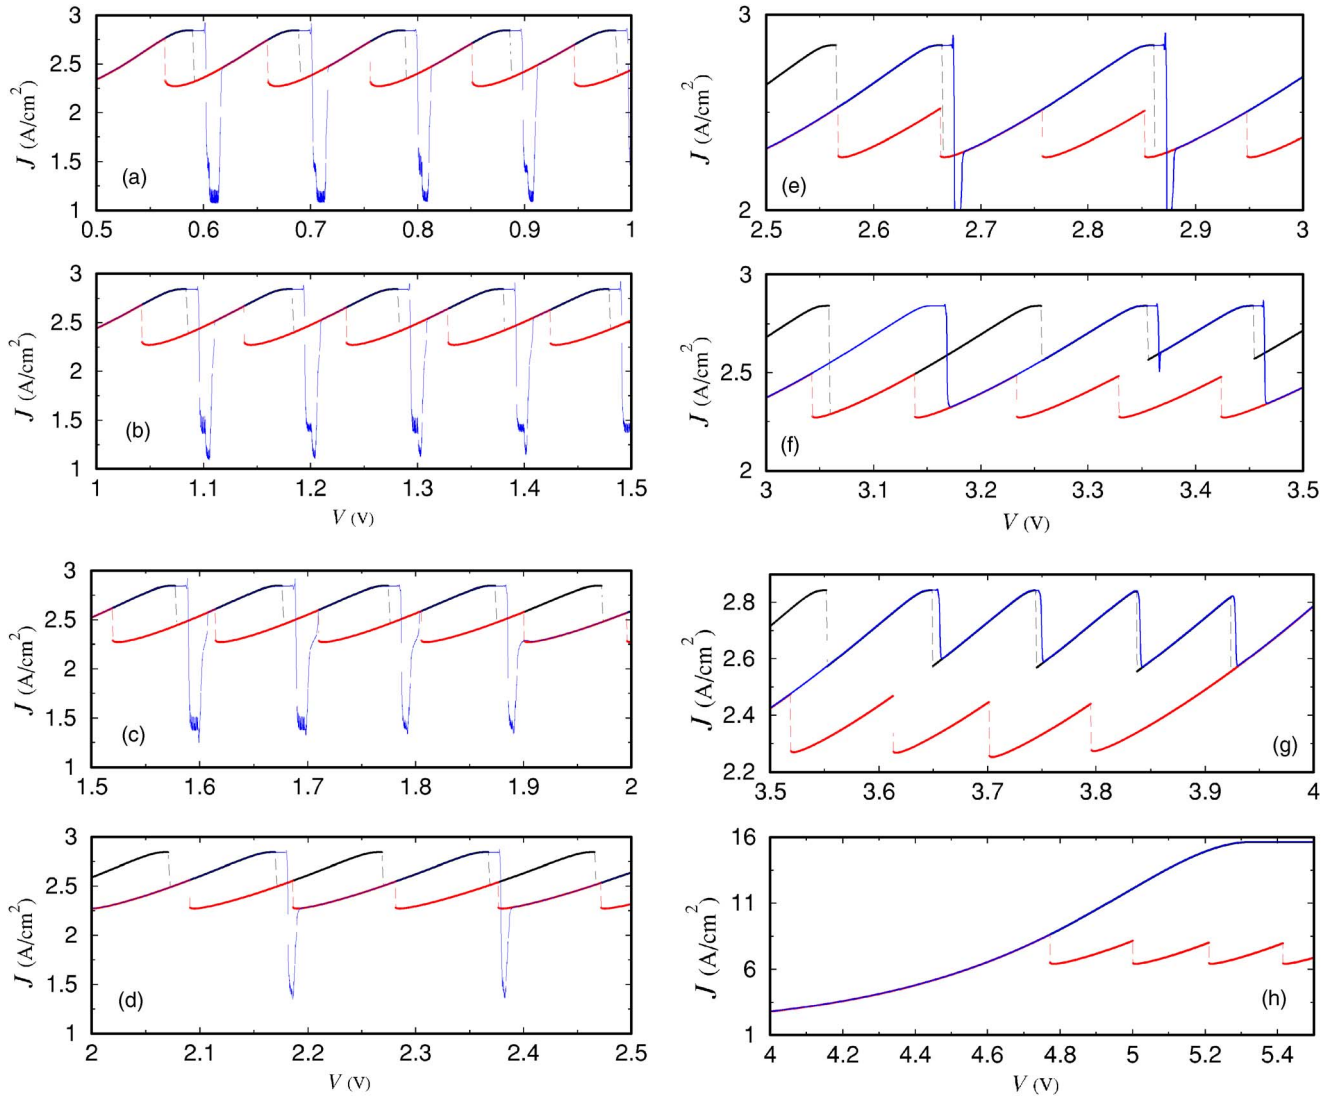 3
2.5
2
1.5
1
J (A/cm²)
(a)
0.5 0.6 0.7 0.8 0.9 1
3
2.5
2
1.5
1
J (A/cm²)
(b)
1 1.1 1.2 1.3 1.4 1.5
V (V)
3
2.5
2
1.5
1
J (A/cm²)
(c)
1.5 1.6 1.7 1.8 1.9 2
3
2.5
2
1.5
1
J (A/cm²)
(d)
2 2.1 2.2 2.3 2.4 2.5
V (V)
3
2
J (A/cm²)
(e)
2.5 2.6 2.7 2.8 2.9 3
3
2.5
2
J (A/cm²)
(f)
3 3.1 3.2 3.3 3.4 3.5
V (V)
2.8
2.6
2.4
2.2
J (A/cm²)
(g)
3.5 3.6 3.7 3.8 3.9 4
16
11
6
1
J (A/cm²)
(h)
4 4.2 4.4 4.6 4.8 5 5.2 5.4
V (V)